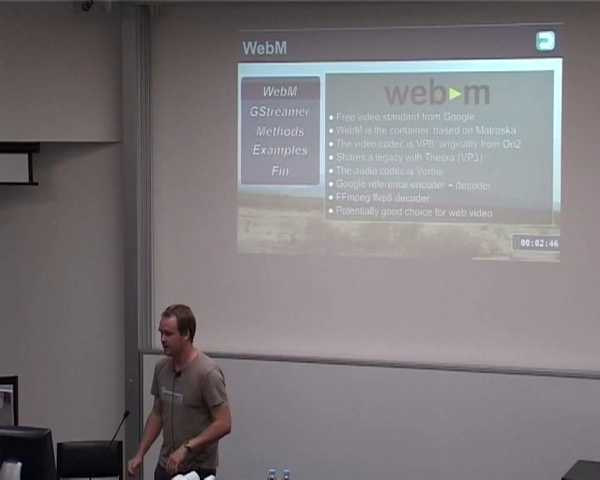 WebM
WebM
GStreamer
Methods
Examples
Fin
web m
● Free video standard from Google
● WebM is the container, based on Matroska
● The video codec is VP8, originally from On2
● Shares a legacy with Theora (VP3)
● The audio codec is Vorbis
● Google reference encoder + decoder
● FFmpeg ffvp8 decoder
● Potentially good choice for web video
00:02:46